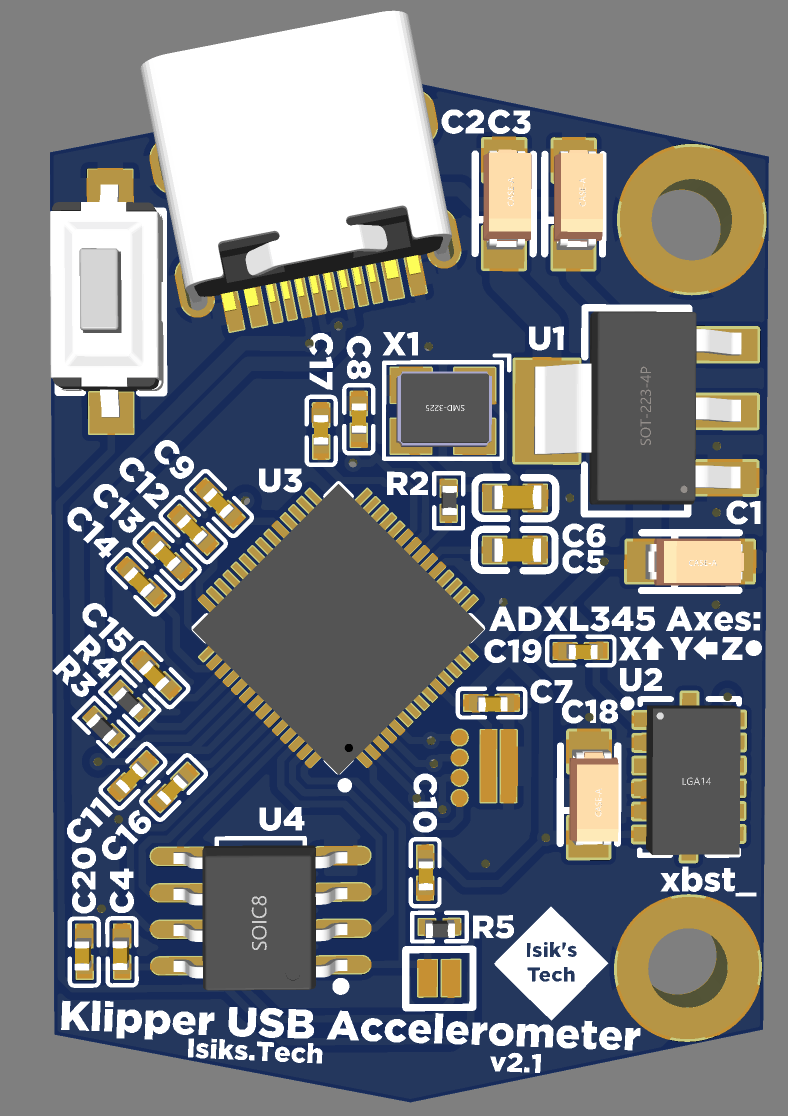 C2 C3
C17
C8
X1
SMD-3225
U1
SOT-223-4P
C9
C12
C13
C14
U3
R2
C6
C5
C1
CASE-A
C15
R4
R3
ADXL345 Axes:
C19 X⬆ Y⬅ Z●
U2
C7
C18
LGA14
CASE-A
C11
C16
C10
U4
SOIC8
C20
C4
xbst_
R5
Isik's
Tech
Klipper USB Accelerometer
Isiks.Tech
v2.1